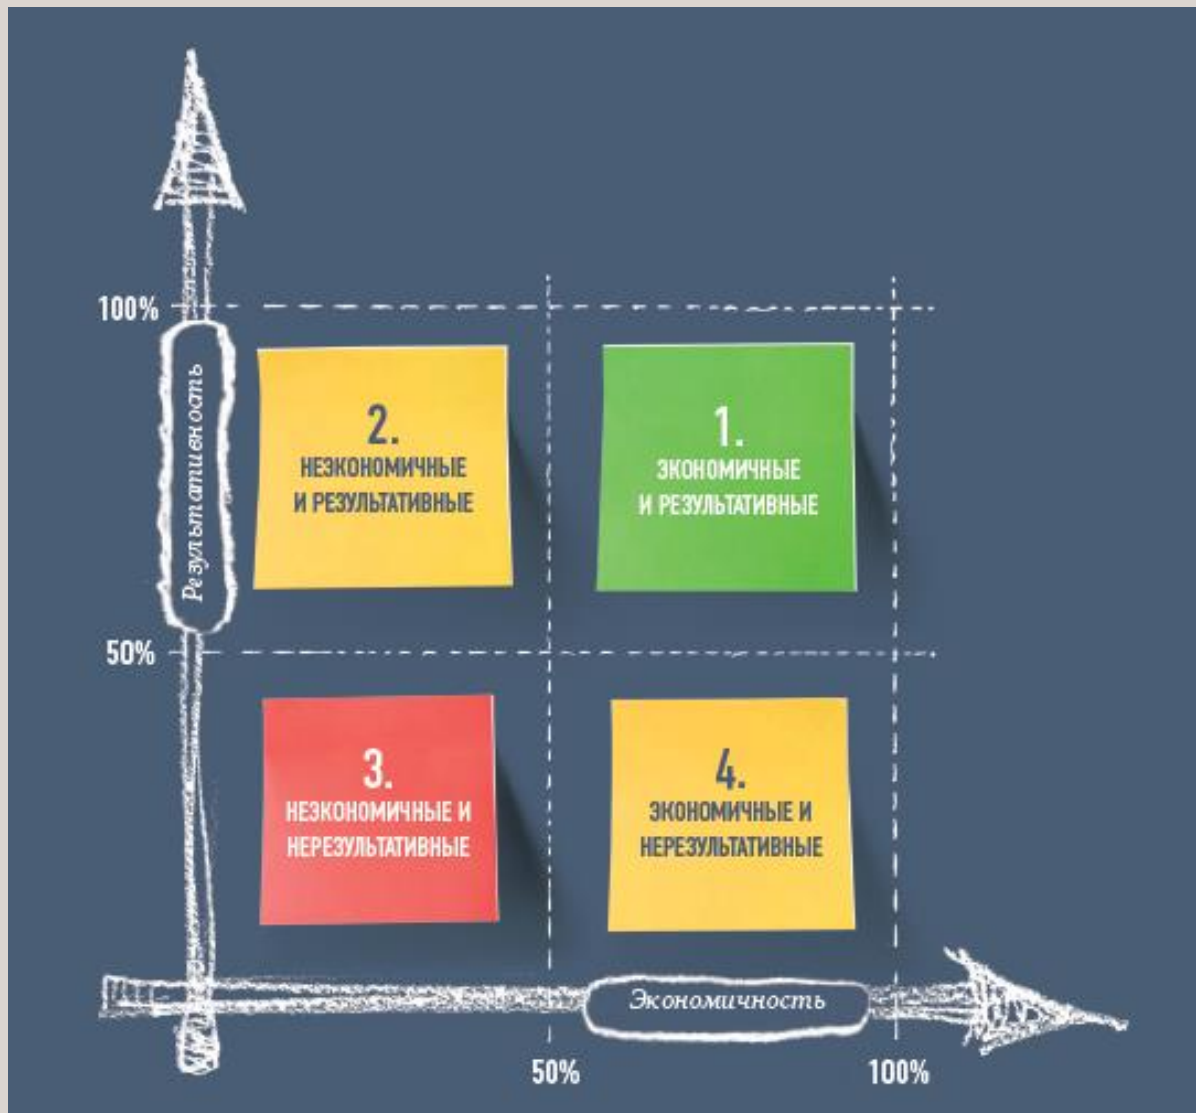 100%
Результативность
2.
НЕЭКОНОМИЧНЫЕ
И РЕЗУЛЬТАТИВНЫЕ
1.
ЭКОНОМИЧНЫЕ
И РЕЗУЛЬТАТИВНЫЕ
50%
3.
НЕЭКОНОМИЧНЫЕ И
НЕРЕЗУЛЬТАТИВНЫЕ
4.
ЭКОНОМИЧНЫЕ И
НЕРЕЗУЛЬТАТИВНЫЕ
Экономичность
50%
100%